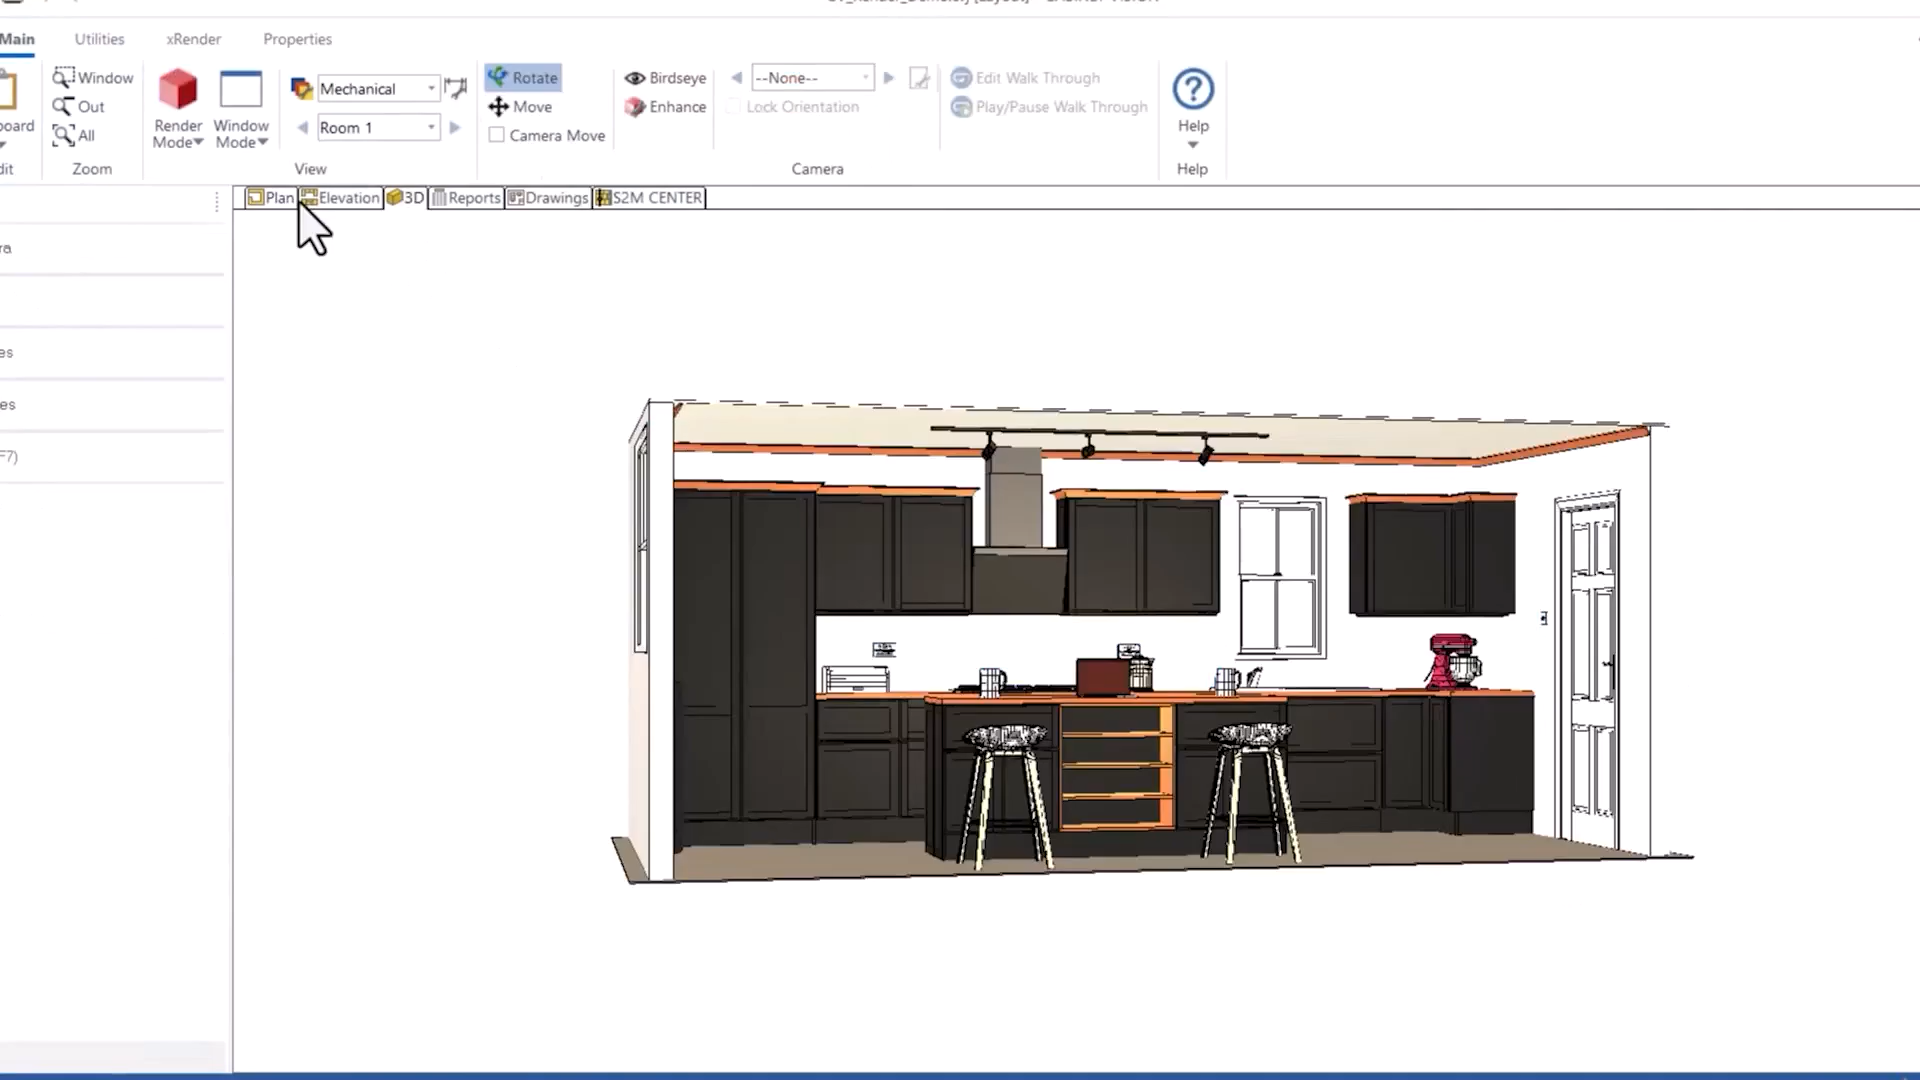 Main Utilities xRender Properties
Window
Out
All
Zoom
Render
Mode
Window
Mode
Mechanical
Room 1
View
Rotate
Move
Camera Move
Birdseye
Enhance
--None--
Lock Orientation
Edit Walk Through
Play/Pause Walk Through
Camera
?
Help
Help
Plan Elevation 3D Reports Drawings S2M CENTER
F7)